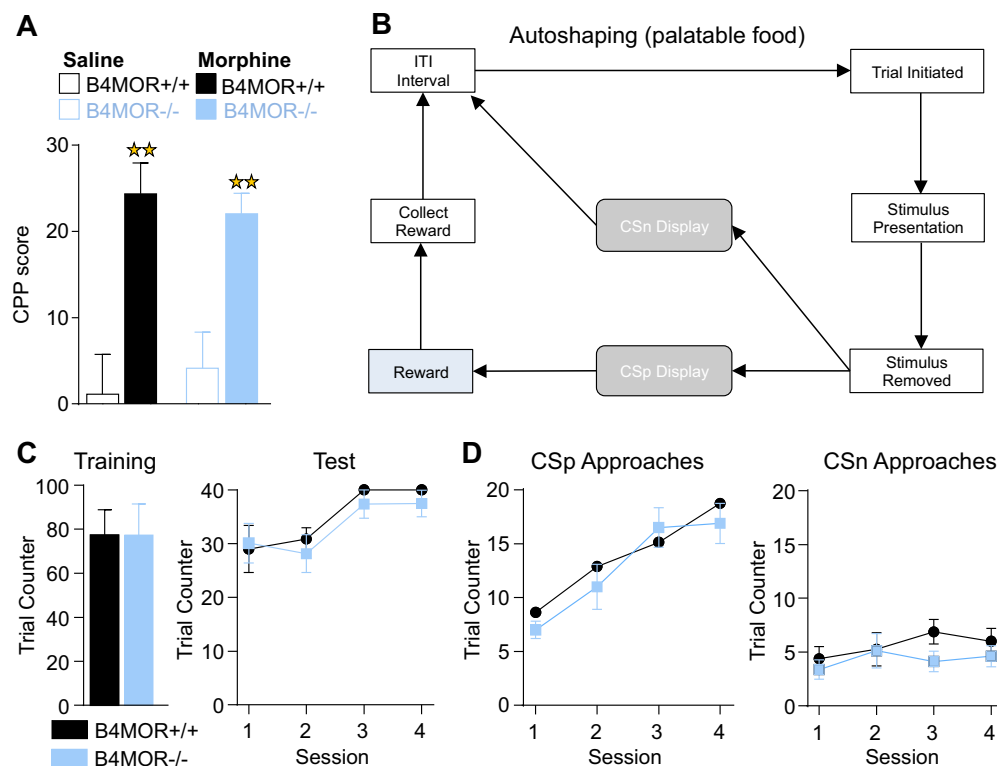 A
Saline Morphine
B4MOR+/+ B4MOR+/+
B4MOR-/- B4MOR-/-
30
20
10
0
CPP score
B
Autoshaping (palatable food)
ITI
Interval
Trial Initiated
Collect
Reward
CSn Display
Stimulus
Presentation
Reward
CSp Display
Stimulus
Removed
C
Training
100
80
60
40
20
0
Trial Counter
B4MOR+/+
B4MOR-/-
Test
40
30
20
10
0
Trial Counter
1 2 3 4
Session
D
CSp Approaches
20
15
10
5
0
Trial Counter
1 2 3 4
Session
CSn Approaches
20
15
10
5
0
Trial Counter
1 2 3 4
Session